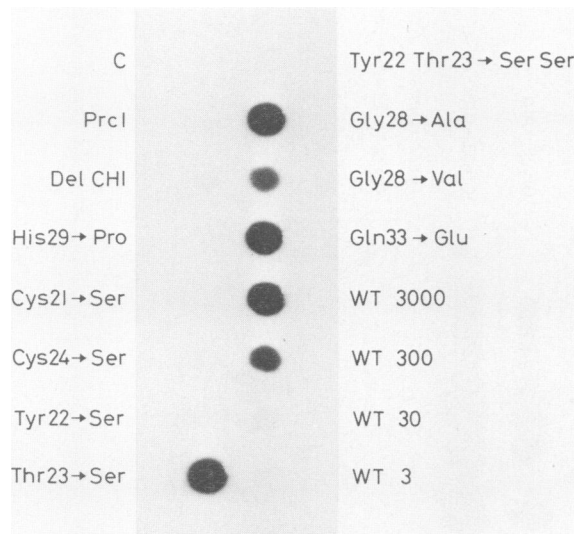 C
Tyr22 Thr23→Ser Ser
PrcI
Gly28→Ala
Del CHI
Gly28→Val
His29→Pro
Gln33→Glu
Cys21→Ser
WT 3000
Cys24→Ser
WT 300
Tyr22→Ser
WT 30
Thr23→Ser
WT 3